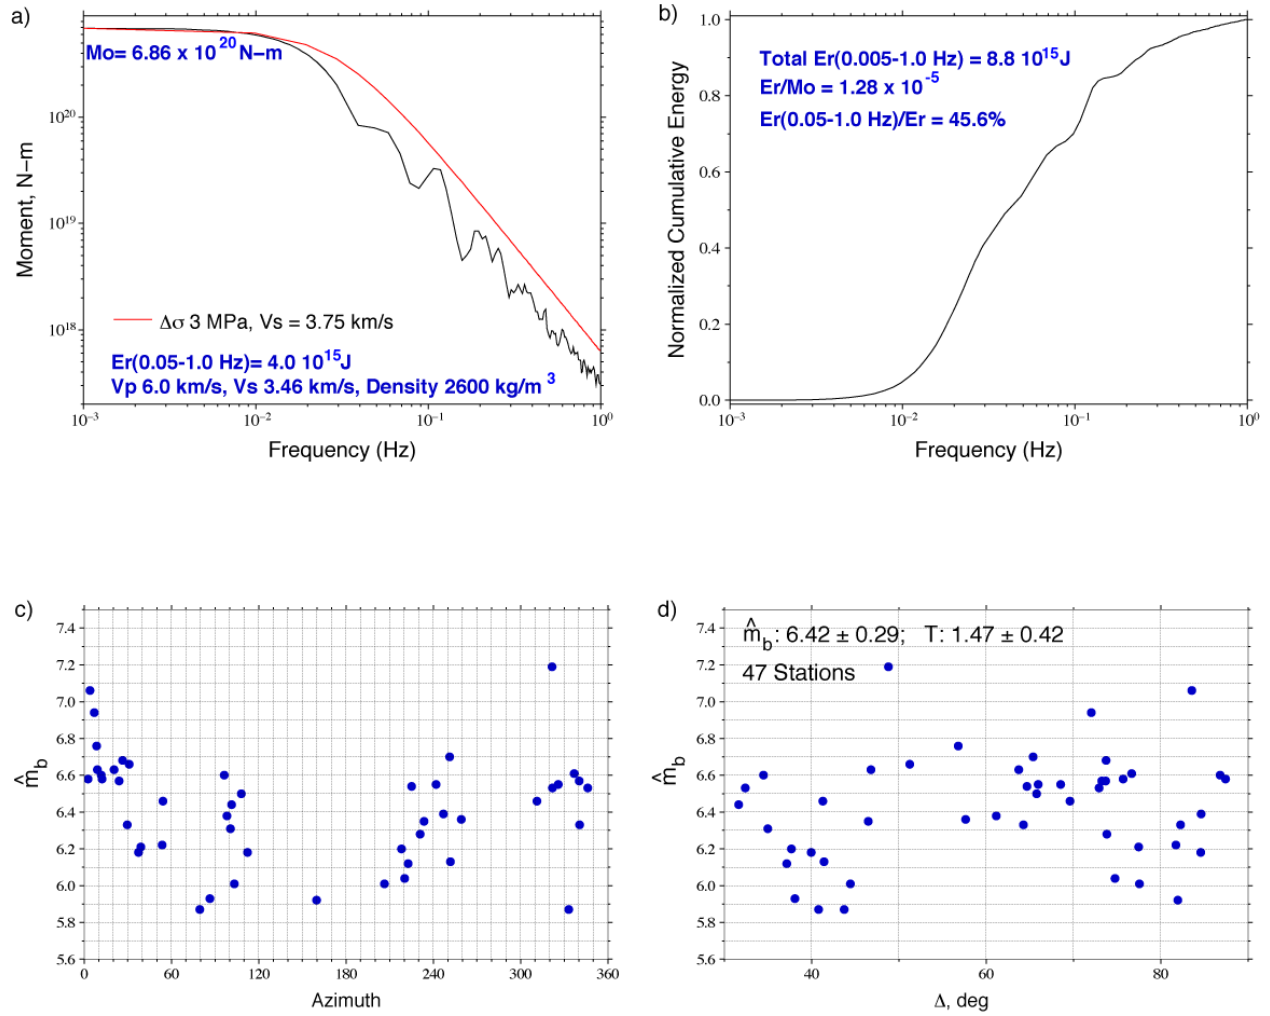 a)
Mo= 6.86 x 10^20 N−m
10^20
10^19
10^18
Moment, N−m
Δσ 3 MPa, Vs = 3.75 km/s
Er(0.05-1.0 Hz)= 4.0 10^15J
Vp 6.0 km/s, Vs 3.46 km/s, Density 2600 kg/m^3
10^−3 10^−2 10^−1 10^0
Frequency (Hz)
b)
Total Er(0.005-1.0 Hz) = 8.8 10^15J
Er/Mo = 1.28 x 10^-5
Er(0.05-1.0 Hz)/Er = 45.6%
1.0
0.8
0.6
0.4
0.2
0.0
Normalized Cumulative Energy
10^−3 10^−2 10^−1 10^0
Frequency (Hz)
c)
7.4
7.2
7.0
6.8
6.6
6.4
6.2
6.0
5.8
5.6
m̂_b
0 60 120 180 240 300 360
Azimuth
d)
m̂_b: 6.42 ± 0.29; T: 1.47 ± 0.42
47 Stations
7.4
7.2
7.0
6.8
6.6
6.4
6.2
6.0
5.8
5.6
m̂_b
40 60 80
Δ, deg